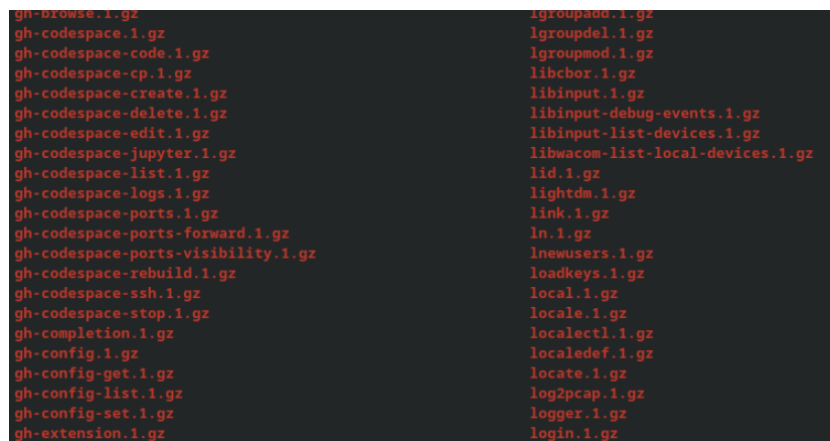 gh-browse.1.gz
gh-codespace.1.gz
gh-codespace-code.1.gz
gh-codespace-cp.1.gz
gh-codespace-create.1.gz
gh-codespace-delete.1.gz
gh-codespace-edit.1.gz
gh-codespace-jupyter.1.gz
gh-codespace-list.1.gz
gh-codespace-logs.1.gz
gh-codespace-ports.1.gz
gh-codespace-ports-forward.1.gz
gh-codespace-ports-visibility.1.gz
gh-codespace-rebuild.1.gz
gh-codespace-ssh.1.gz
gh-codespace-stop.1.gz
gh-completion.1.gz
gh-config.1.gz
gh-config-get.1.gz
gh-config-list.1.gz
gh-config-set.1.gz
gh-extension.1.gz
lgroupadd.1.gz
lgroupdel.1.gz
lgroupmod.1.gz
libcbor.1.gz
libinput.1.gz
libinput-debug-events.1.gz
libinput-list-devices.1.gz
libwacom-list-local-devices.1.gz
lid.1.gz
lightdm.1.gz
link.1.gz
ln.1.gz
lnewusers.1.gz
loadkeys.1.gz
local.1.gz
locale.1.gz
localectl.1.gz
localedef.1.gz
locate.1.gz
log2pcap.1.gz
logger.1.gz
login.1.gz